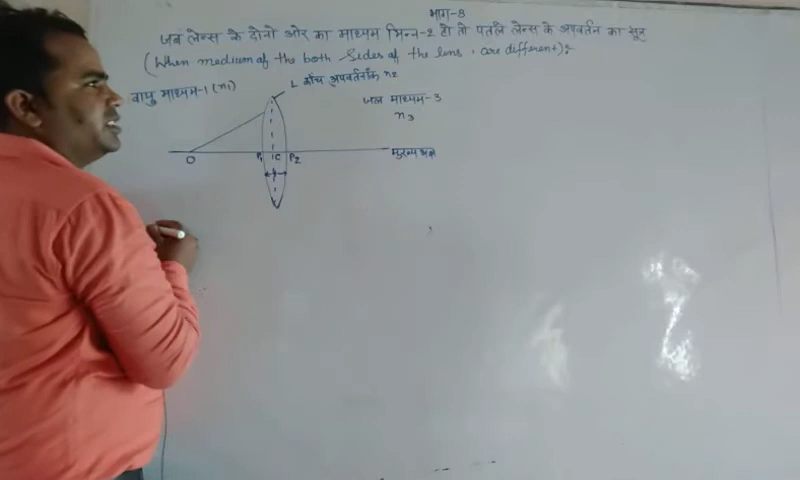 भाग-8
जब लेन्स के दोनो ओर का माध्यम भिन्न-2 हो तो पतले लेन्स के अपवर्तन का सूत्र
(When medium of the both Sides of the lens, are different):
L काँच अपवर्तनांक n2
वायु माध्यम-1 (n1)
जल माध्यम-3
n3
O P1 C P2 मुख्य अक्ष
t